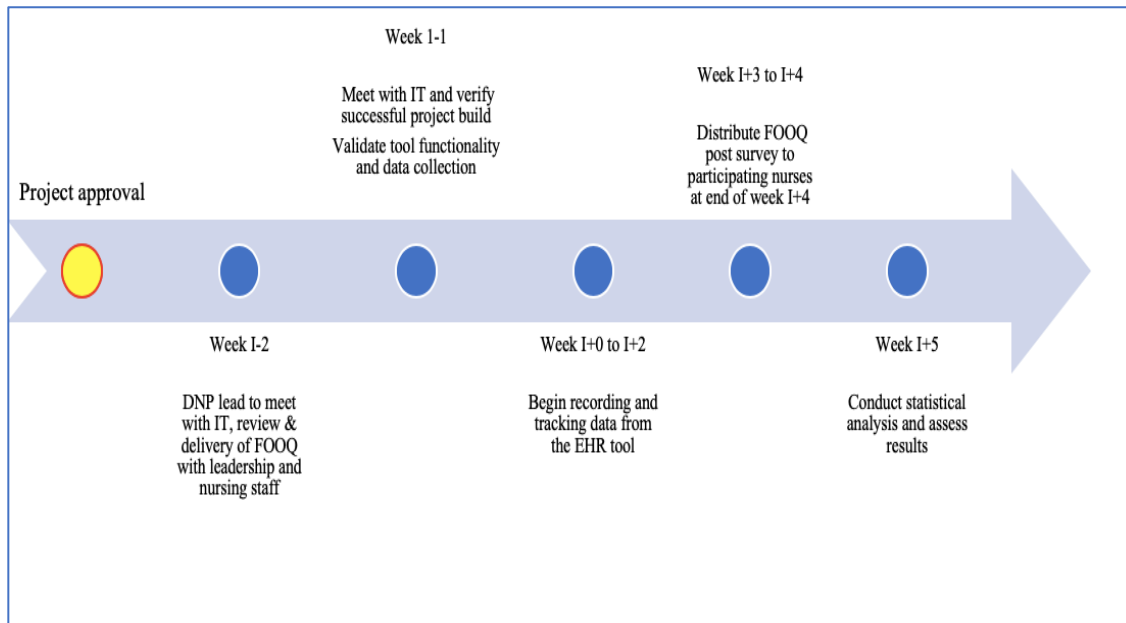 Project approval
Week I-2
DNP lead to meet
with IT, review &
delivery of FOOQ
with leadership and
nursing staff
Week 1-1
Meet with IT and verify
successful project build
Validate tool functionality
and data collection
Week I+0 to I+2
Begin recording and
tracking data from
the EHR tool
Week I+3 to I+4
Distribute FOOQ
post survey to
participating nurses
at end of week I+4
Week I+5
Conduct statistical
analysis and assess
results